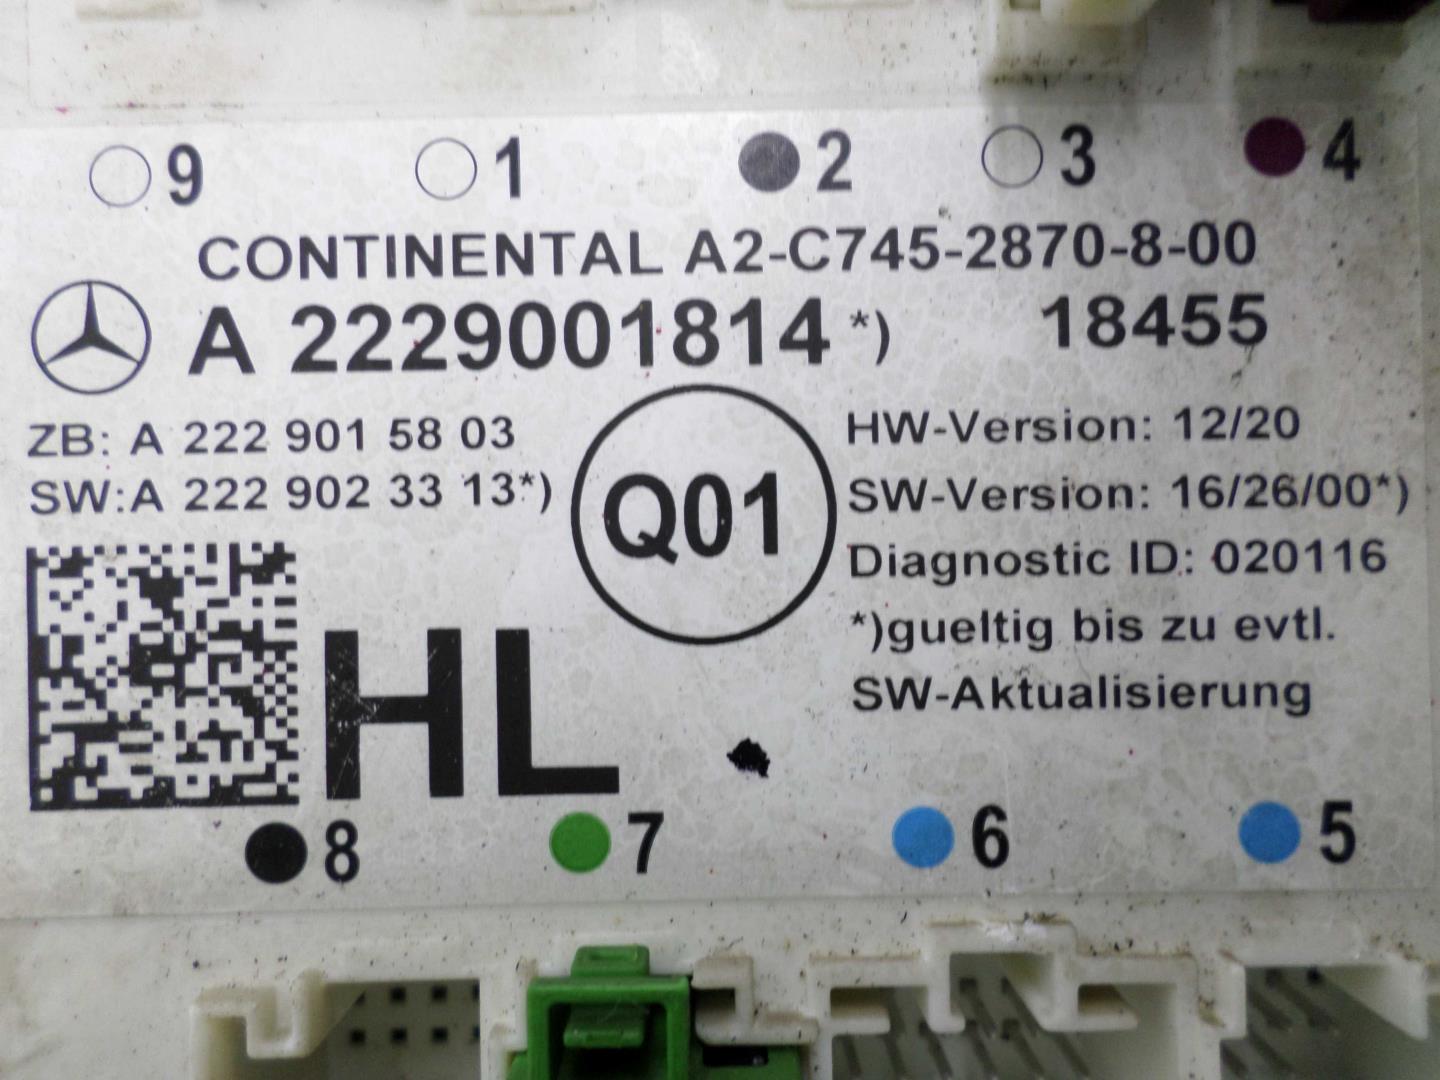 9 1 2 3 4
CONTINENTAL A2-C745-2870-8-00
A 2229001814 *) 18455
ZB: A 222 901 58 03
SW:A 222 902 33 13*)
Q01
HW-Version: 12/20
SW-Version: 16/26/00*)
Diagnostic ID: 020116
*)gueltig bis zu evtl.
SW-Aktualisierung
HL
8 7 6 5